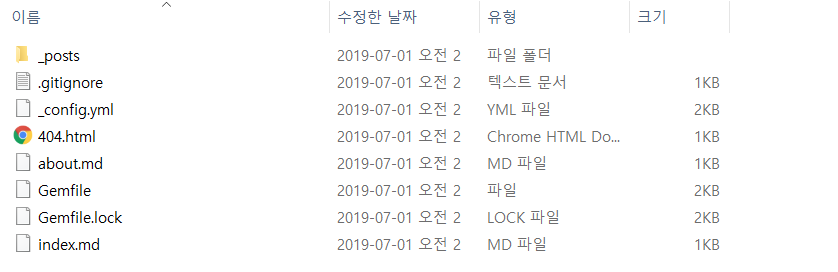 이름 수정한 날짜 유형 크기
_posts 2019-07-01 오전 2 파일 폴더
.gitignore 2019-07-01 오전 2 텍스트 문서 1KB
_config.yml 2019-07-01 오전 2 YML 파일 2KB
404.html 2019-07-01 오전 2 Chrome HTML Do... 1KB
about.md 2019-07-01 오전 2 MD 파일 1KB
Gemfile 2019-07-01 오전 2 파일 2KB
Gemfile.lock 2019-07-01 오전 2 LOCK 파일 2KB
index.md 2019-07-01 오전 2 MD 파일 1KB